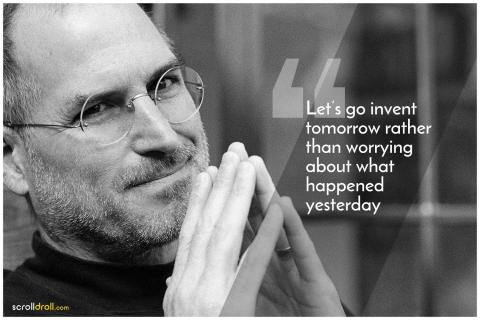 Let's go invent
tomorrow rather
than worrying
about what
happened
yesterday
scrolldroll.com